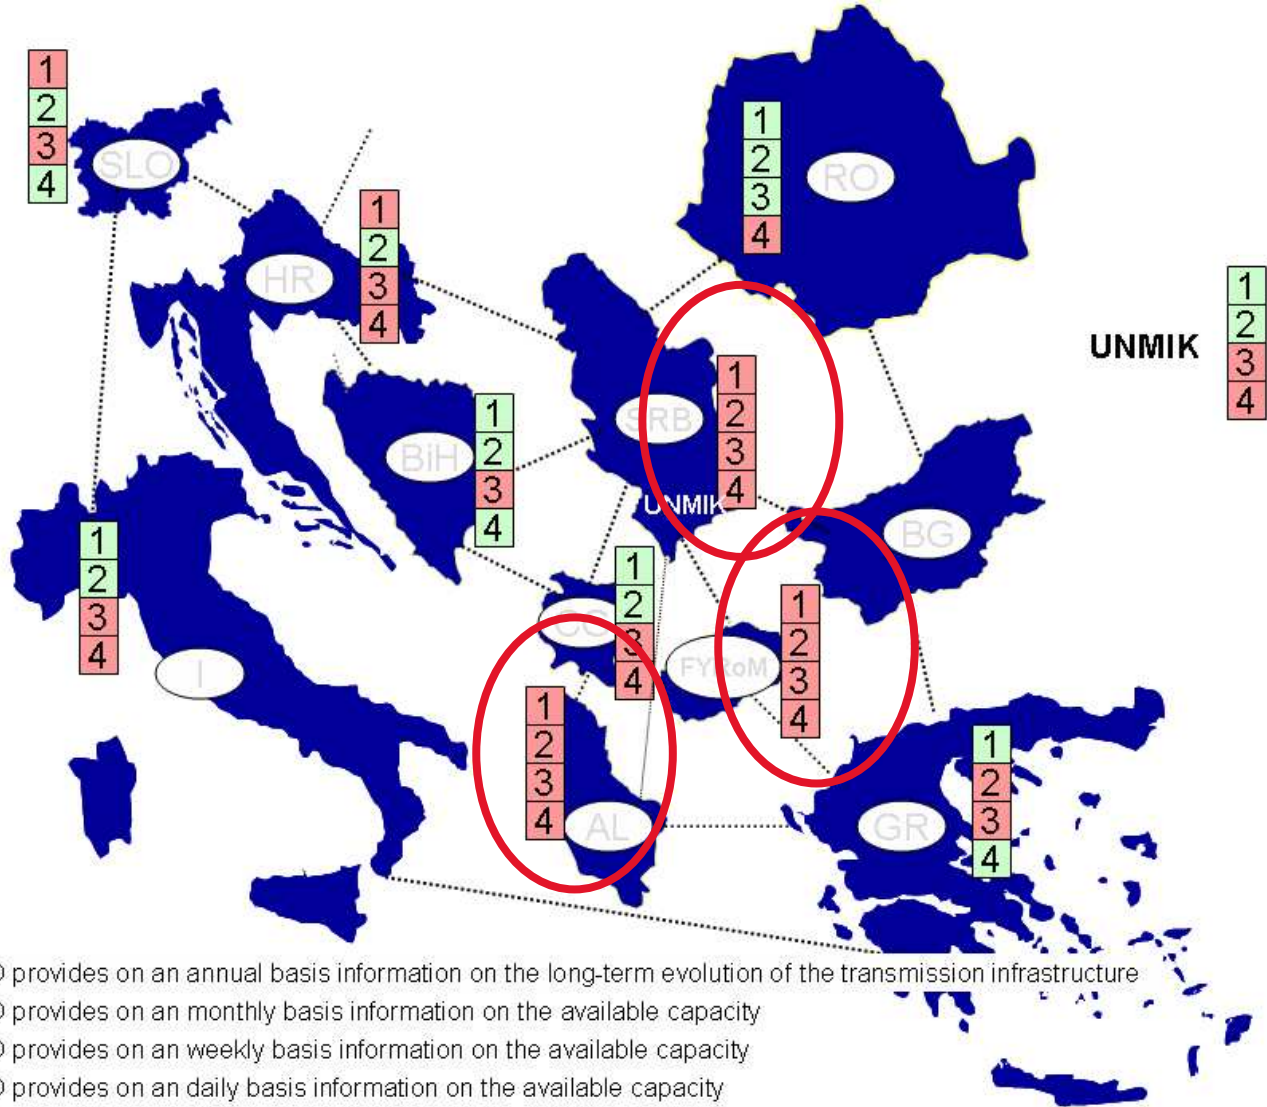 1
2
3
4
SLO
1
2
3
4
RO
1
2
3
4
HR
1
2
3
4
UNMIK
1
2
3
4
SRB
1
2
3
4
UNMIK
BiH
1
2
3
4
BG
1
2
3
4
I
CG
1
2
3
4
FYRoM
1
2
3
4
1
2
3
4
AL
GR
1
2
3
4
provides on an annual basis information on the long-term evolution of the transmission infrastructure
provides on an monthly basis information on the available capacity
provides on an weekly basis information on the available capacity
provides on an daily basis information on the available capacity